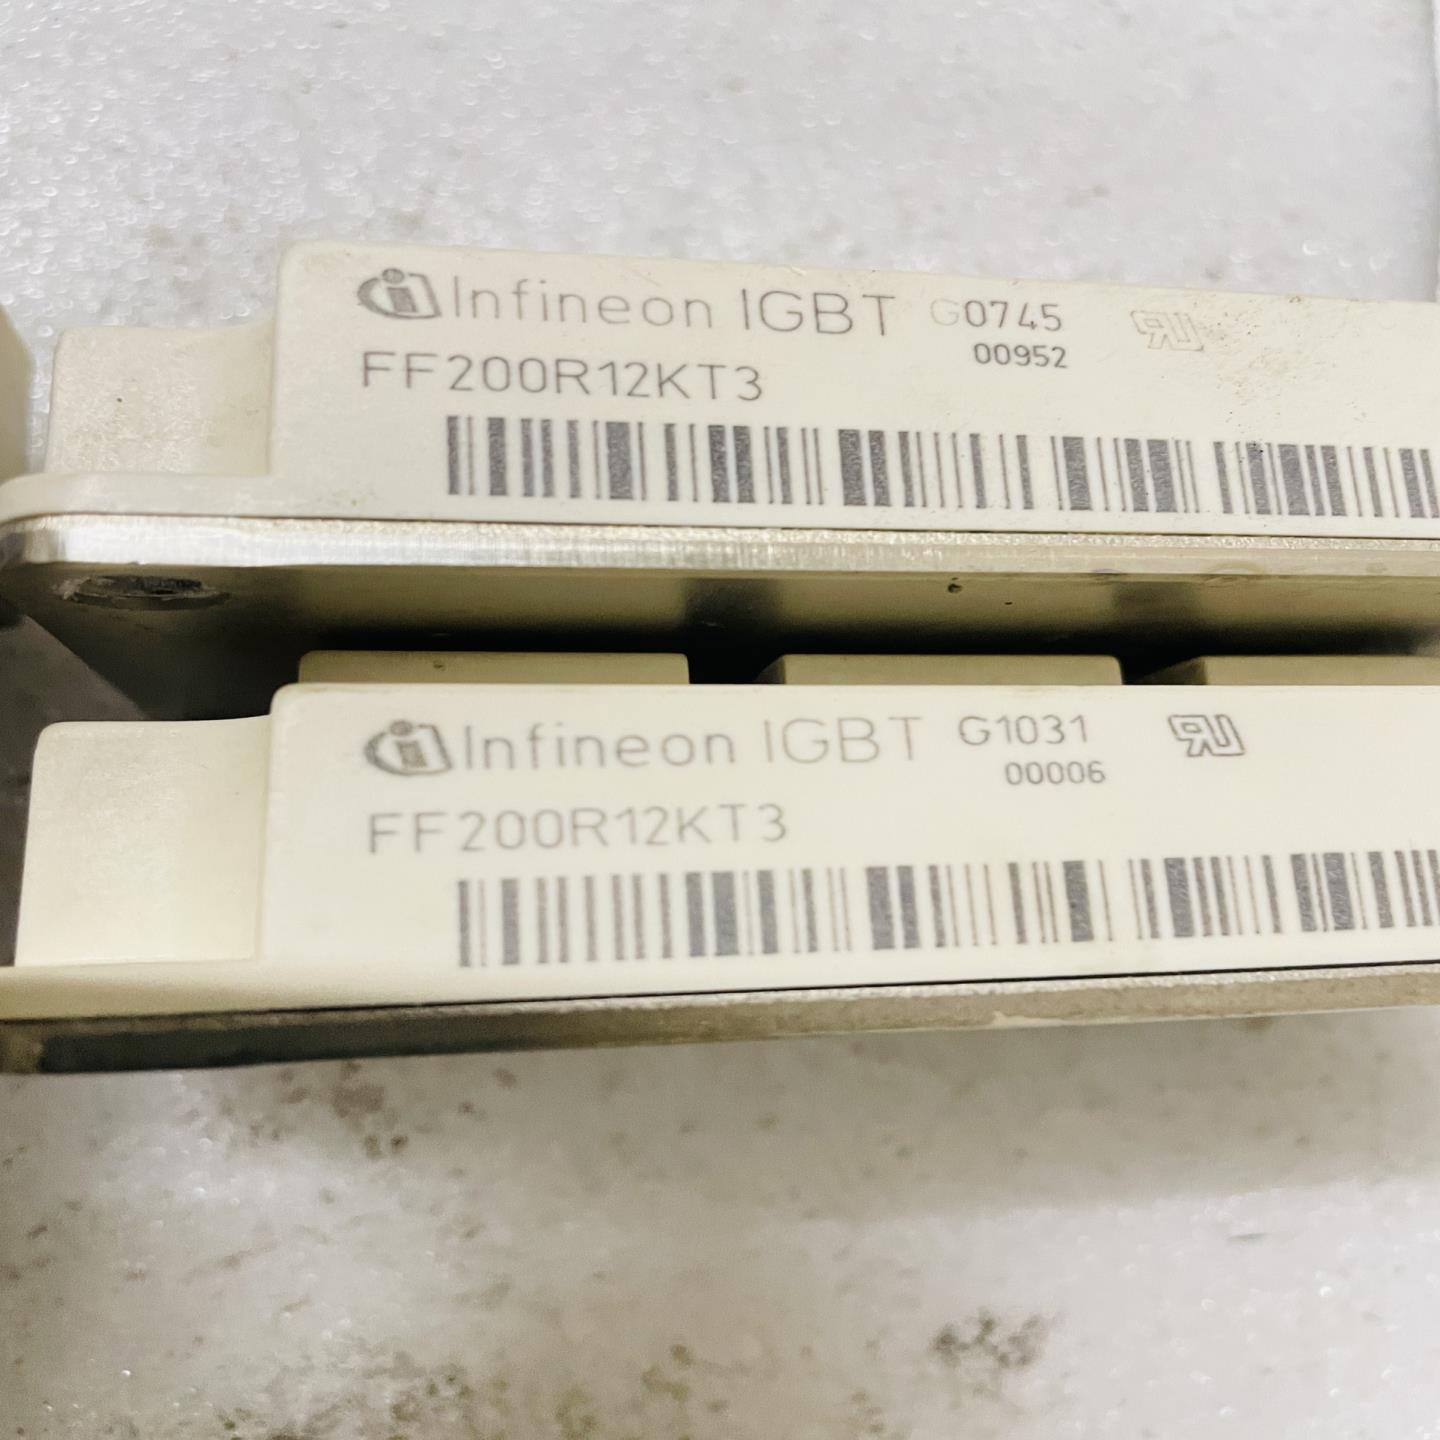 Infineon IGBT G0745
00952
FF200R12KT3
Infineon IGBT G1031
00006
FF200R12KT3